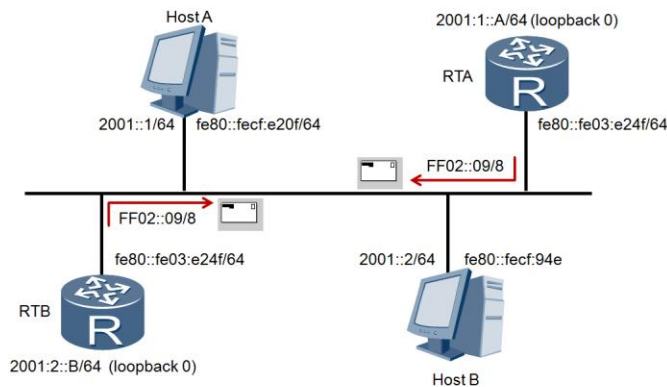 Host A
2001:1::A/64 (loopback 0)
RTA
R
2001::1/64 fe80::fecf:e20f/64
fe80::fe03:e24f/64
FF02::09/8
FF02::09/8
fe80::fe03:e24f/64
2001::2/64 fe80::fecf:94e
RTB
R
2001:2::B/64 (loopback 0)
Host B